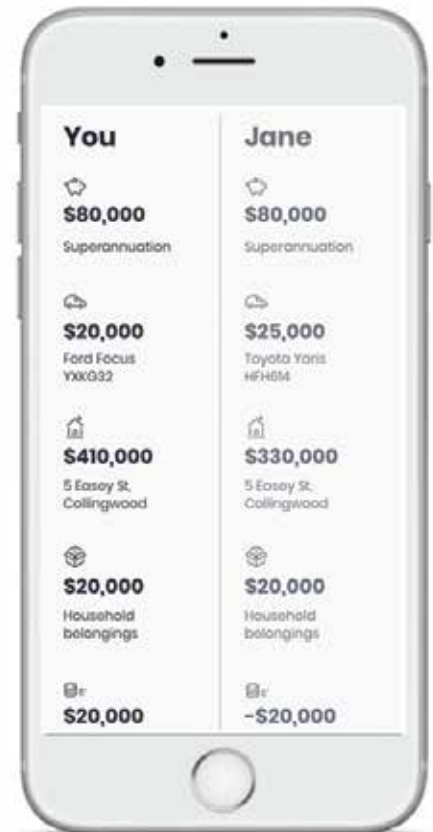 You
$80,000
Superannuation
$20,000
Ford Focus
YXKG32
$410,000
5 Easey St,
Collingwood
$20,000
Household
belongings
$20,000
Jane
$80,000
Superannuation
$25,000
Toyota Yaris
HFH614
$330,000
5 Easey St,
Collingwood
$20,000
Household
belongings
-$20,000